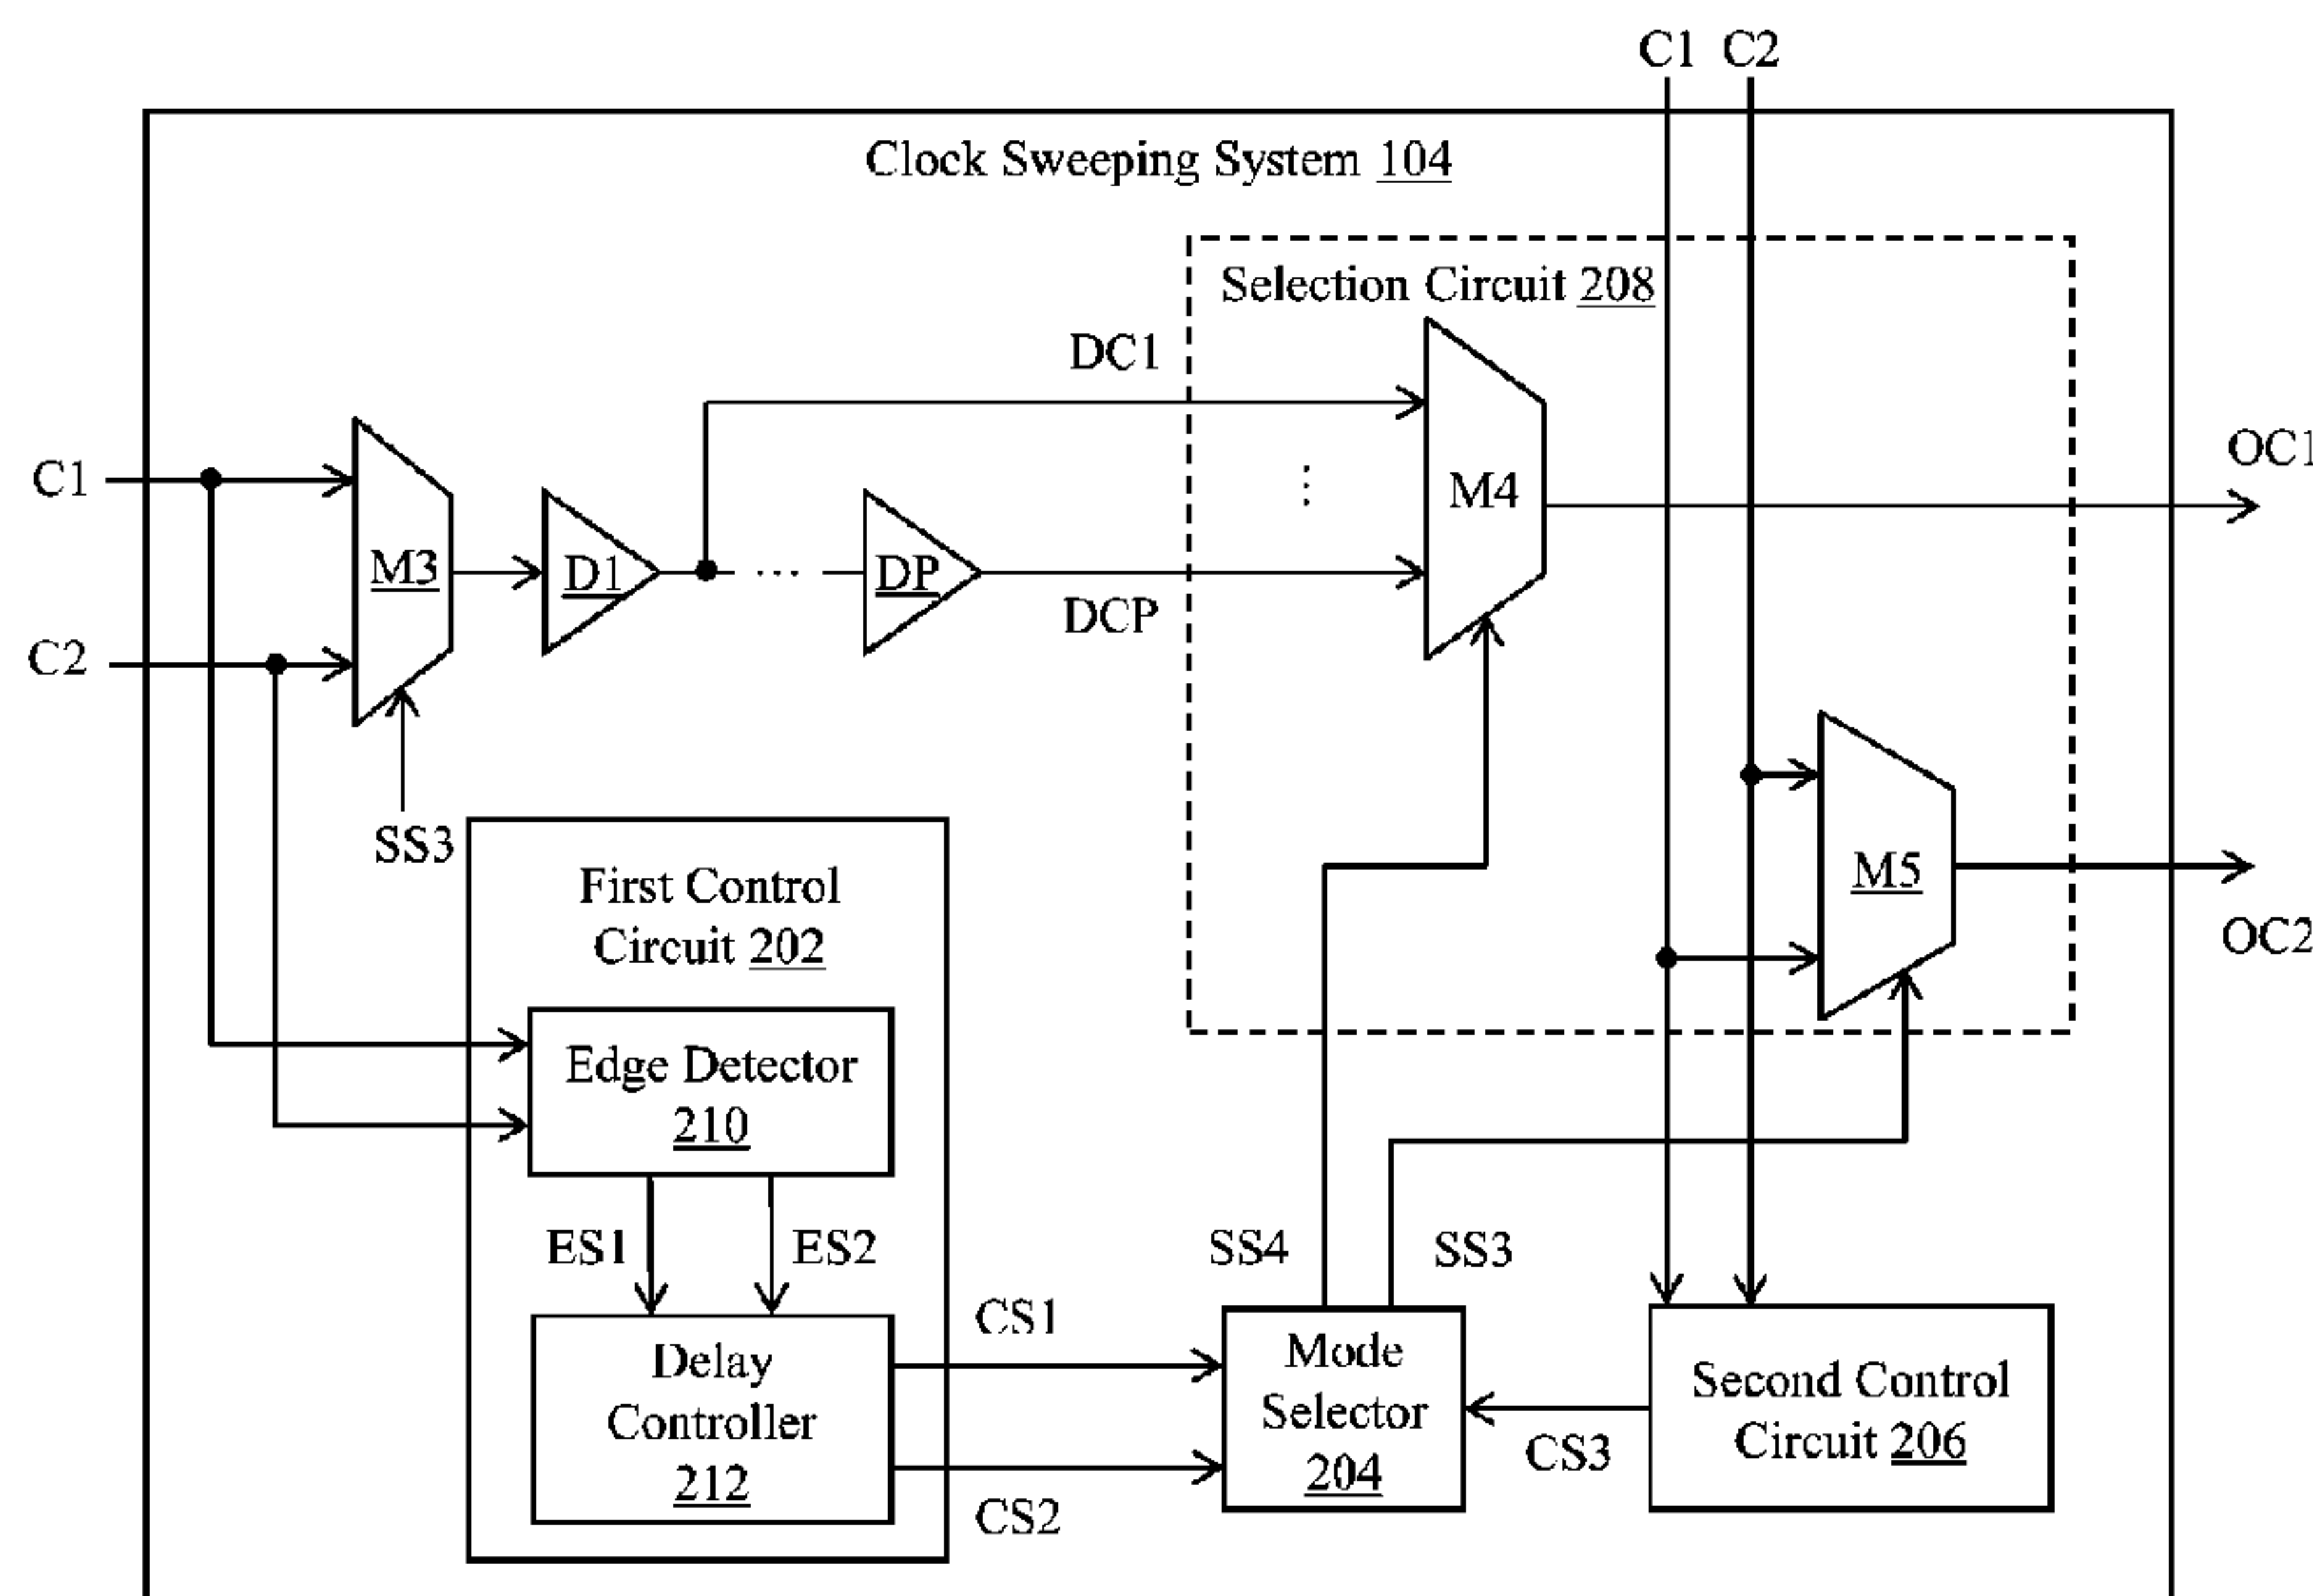 C1 C2
Clock Sweeping System 104
Selection Circuit 208
DC1
C1
OC1
M4
⋮
M3
D1
...
DP
DCP
C2
SS3
M5
First Control
Circuit 202
OC2
Edge Detector
210
ES1
ES2
SS4
SS3
CS1
Delay
Controller
212
Mode
Selector
204
Second Control
Circuit 206
CS3
CS2